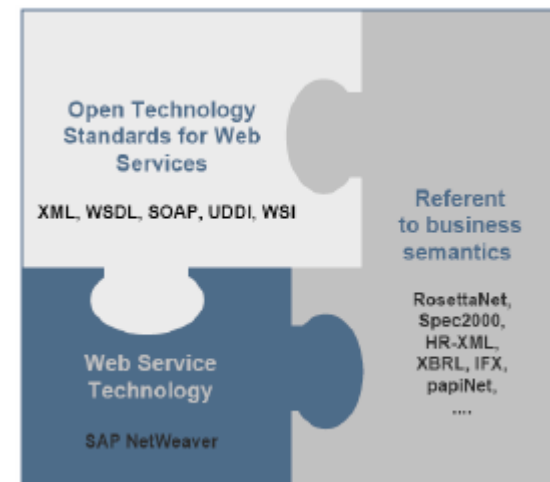 Open Technology
Standards for Web
Services
XML, WSDL, SOAP, UDDI, WSI
Referent
to business
semantics
RosettaNet,
Spec2000,
HR-XML,
XBRL, IFX,
papiNet,
....
Web Service
Technology
SAP NetWeaver